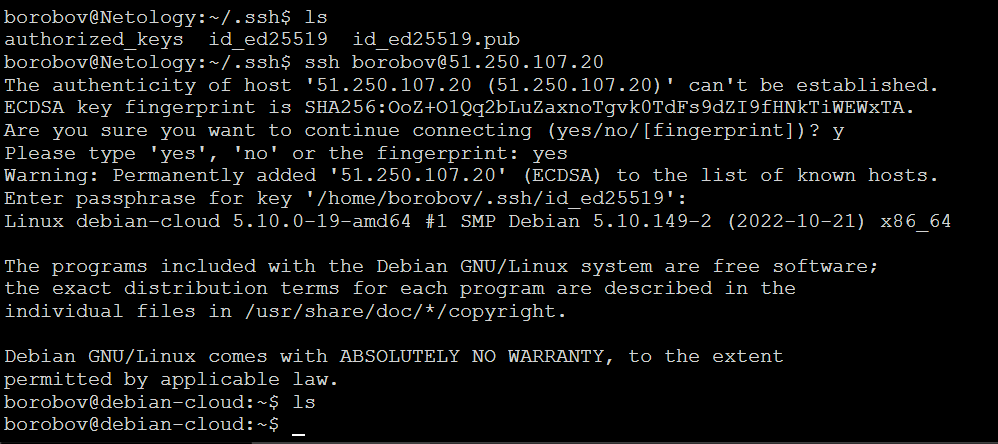 borobov@Netology:~/.ssh$ ls
authorized_keys  id_ed25519  id_ed25519.pub
borobov@Netology:~/.ssh$ ssh borobov@51.250.107.20
The authenticity of host '51.250.107.20 (51.250.107.20)' can't be established.
ECDSA key fingerprint is SHA256:OoZ+O1Qq2bLuZaxnoTgvk0TdFs9dZI9fHNkTiWEWxTA.
Are you sure you want to continue connecting (yes/no/[fingerprint])? y
Please type 'yes', 'no' or the fingerprint: yes
Warning: Permanently added '51.250.107.20' (ECDSA) to the list of known hosts.
Enter passphrase for key '/home/borobov/.ssh/id_ed25519':
Linux debian-cloud 5.10.0-19-amd64 #1 SMP Debian 5.10.149-2 (2022-10-21) x86_64

The programs included with the Debian GNU/Linux system are free software;
the exact distribution terms for each program are described in the
individual files in /usr/share/doc/*/copyright.

Debian GNU/Linux comes with ABSOLUTELY NO WARRANTY, to the extent
permitted by applicable law.
borobov@debian-cloud:~$ ls
borobov@debian-cloud:~$ _